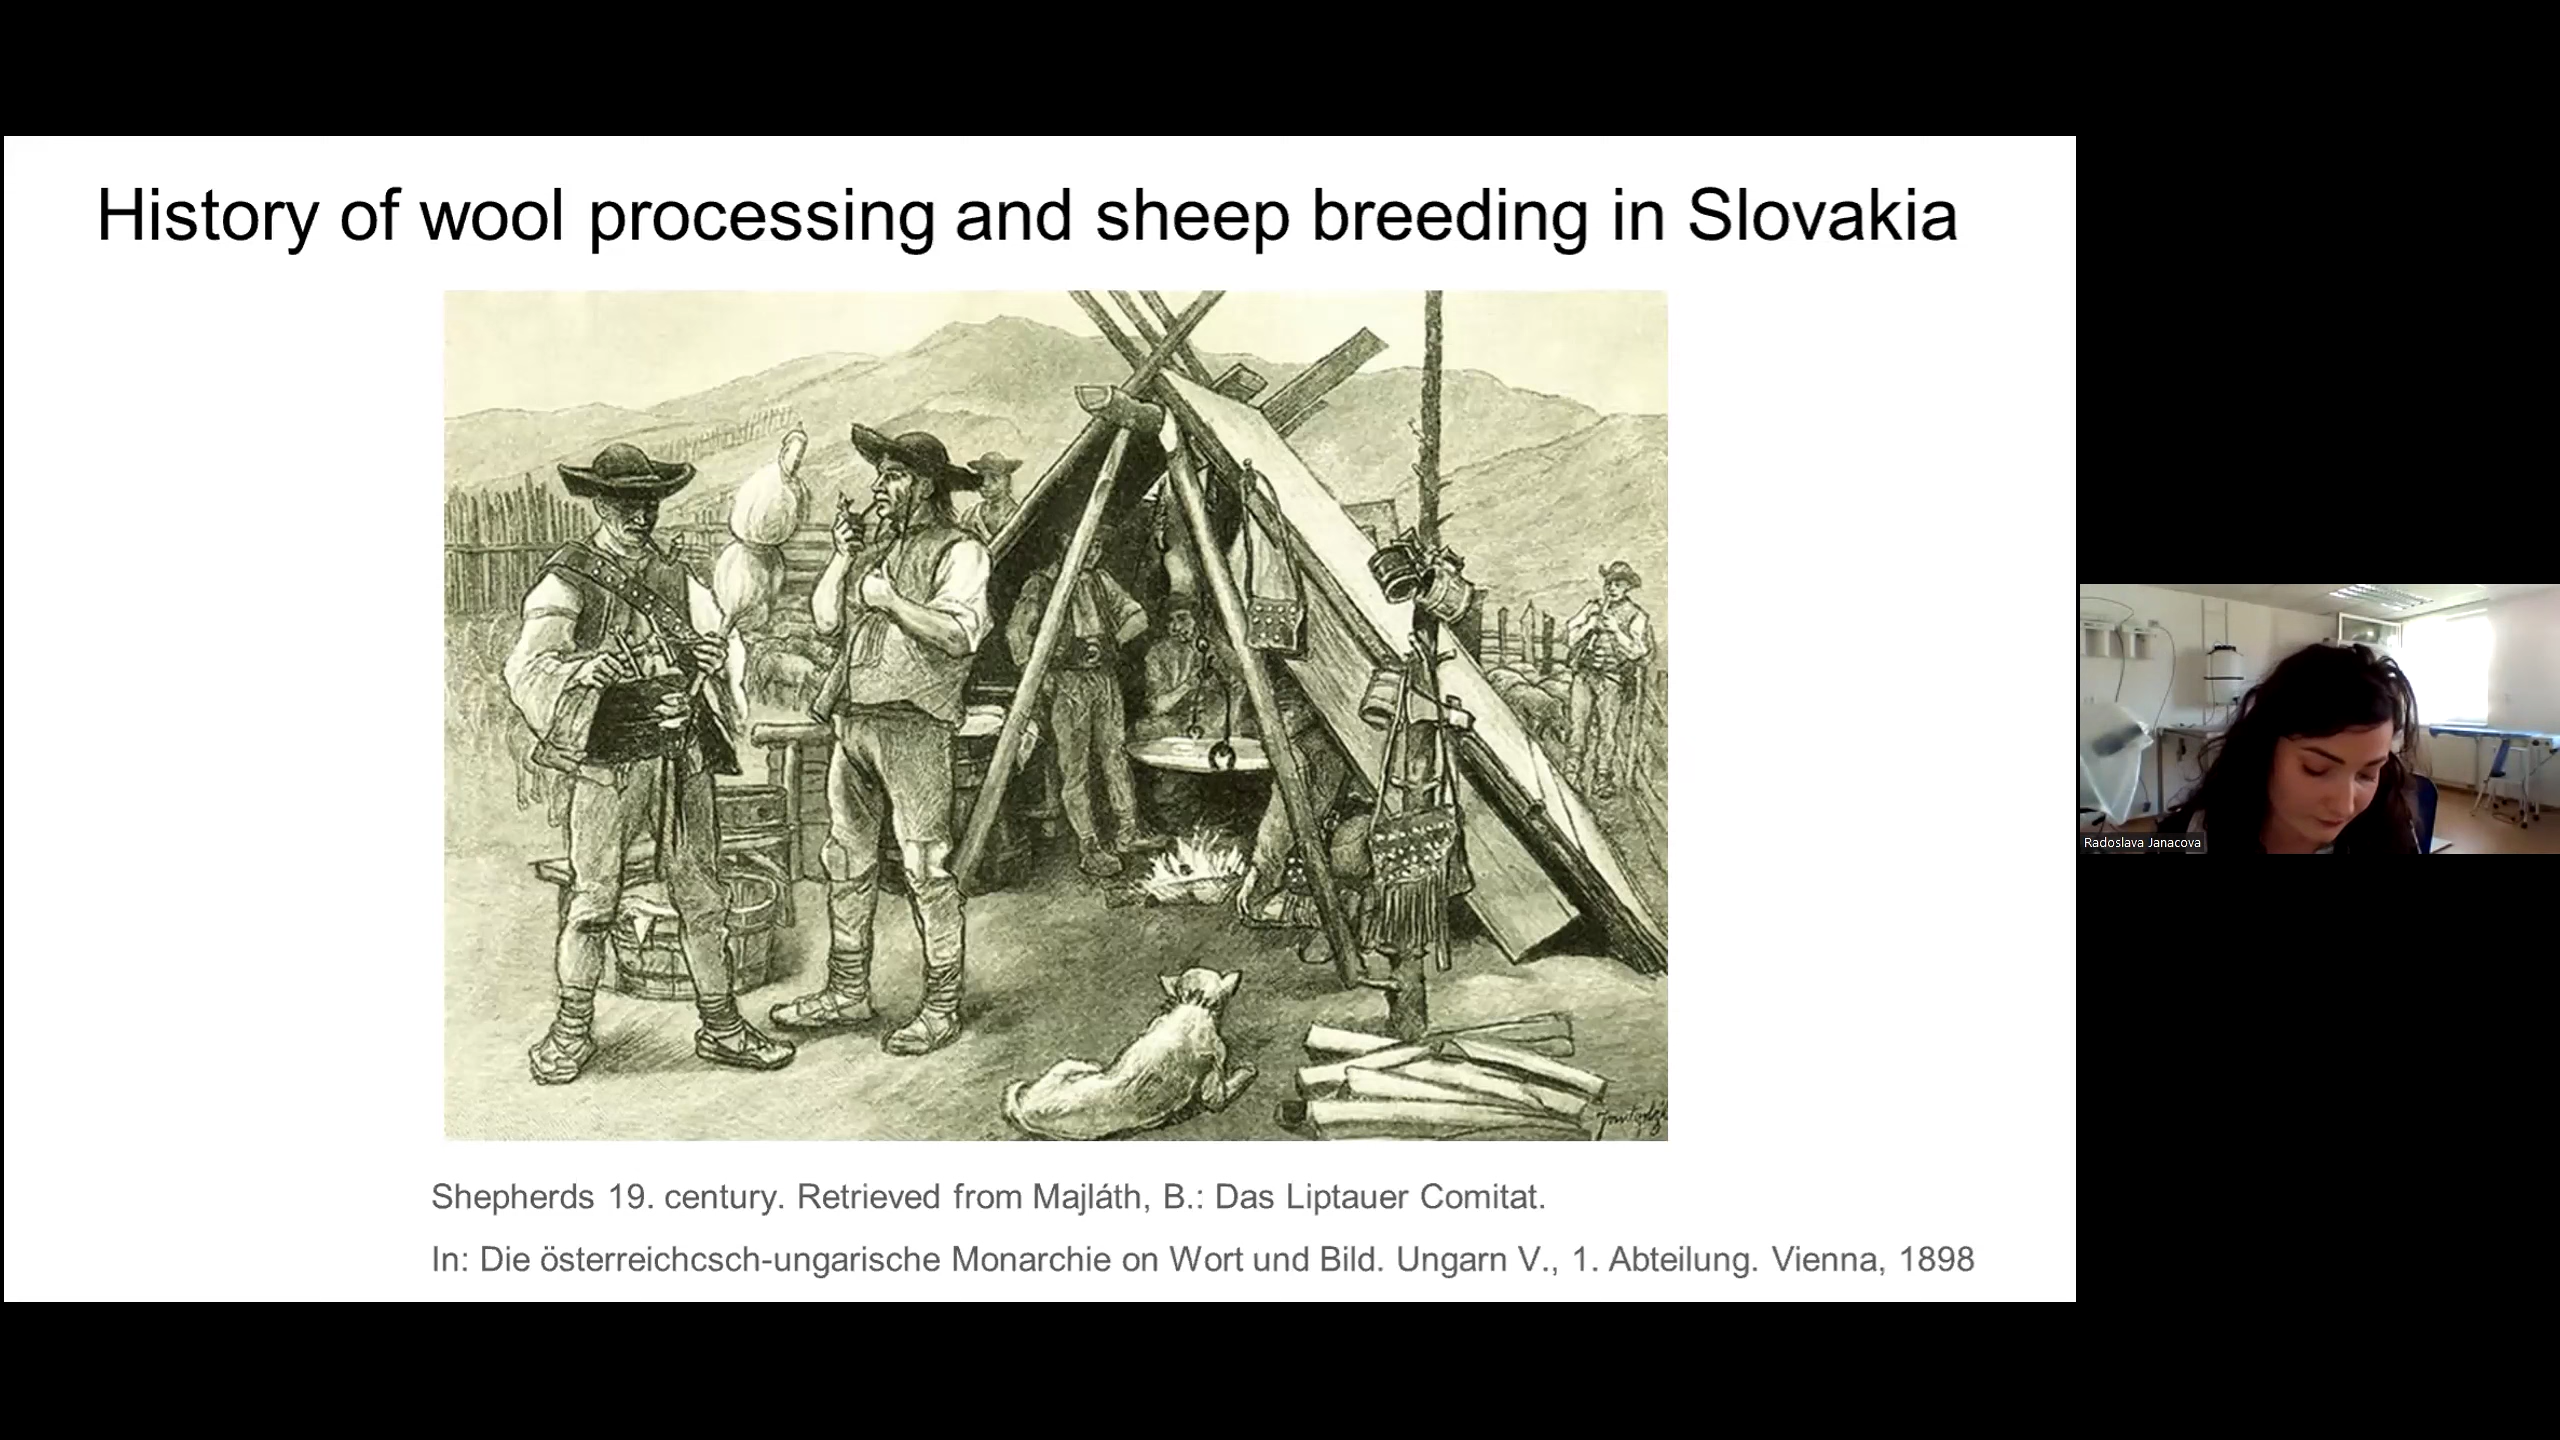 History of wool processing and sheep breeding in Slovakia
Shepherds 19. century. Retrieved from Majláth, B.: Das Liptauer Comitat.
In: Die österreichcsch-ungarische Monarchie on Wort und Bild. Ungarn V., 1. Abteilung. Vienna, 1898
Radoslava Janacova